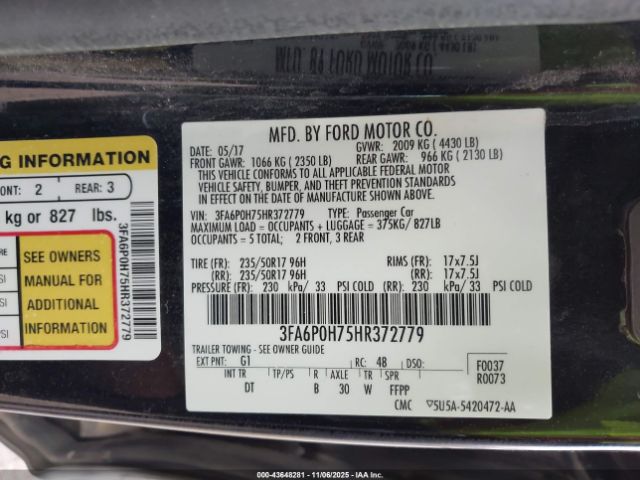 MFD. BY FORD MOTOR CO.
DATE: 05/17 GVWR: 2009 KG ( 4430 LB)
FRONT GAWR: 1066 KG ( 2350 LB) REAR GAWR: 966 KG ( 2130 LB)
THIS VEHICLE CONFORMS TO ALL APPLICABLE FEDERAL MOTOR
VEHICLE SAFETY, BUMPER, AND THEFT PREVENTION STANDARDS
IN EFFECT ON THE DATE OF MANUFACTURE SHOWN ABOVE.
VIN: 3FA6P0H75HR372779 TYPE: Passenger Car
MAXIMUM LOAD = OCCUPANTS + LUGGAGE = 375KG/ 827LB
OCCUPANTS = 5 TOTAL; 2 FRONT, 3 REAR
TIRE (FR): 235/50R17 96H RIMS (FR): 17x7.5J
(RR): 235/50R17 96H (RR): 17x7.5J
PRESSURE (FR): 230 kPa/ 33 PSI COLD (RR): 230 kPa/33 PSI COLD
3FA6P0H75HR372779
TRAILER TOWING - SEE OWNER GUIDE
EXT PNT: G1 RC: 48 DSO: F0037
R0073
INT TR TP/PS R AXLE TR SPR
DT B 30 W FFPP
CMC ▽5U5A-5420472-AA
G INFORMATION
ONT: 2 REAR: 3
kg or 827 lbs.
SEE OWNERS
MANUAL FOR
ADDITIONAL
INFORMATION
SI
SI
PSI
3FA6P0H75HR372779
000-43648281 - 11/06/2025 - IAAI, Inc.